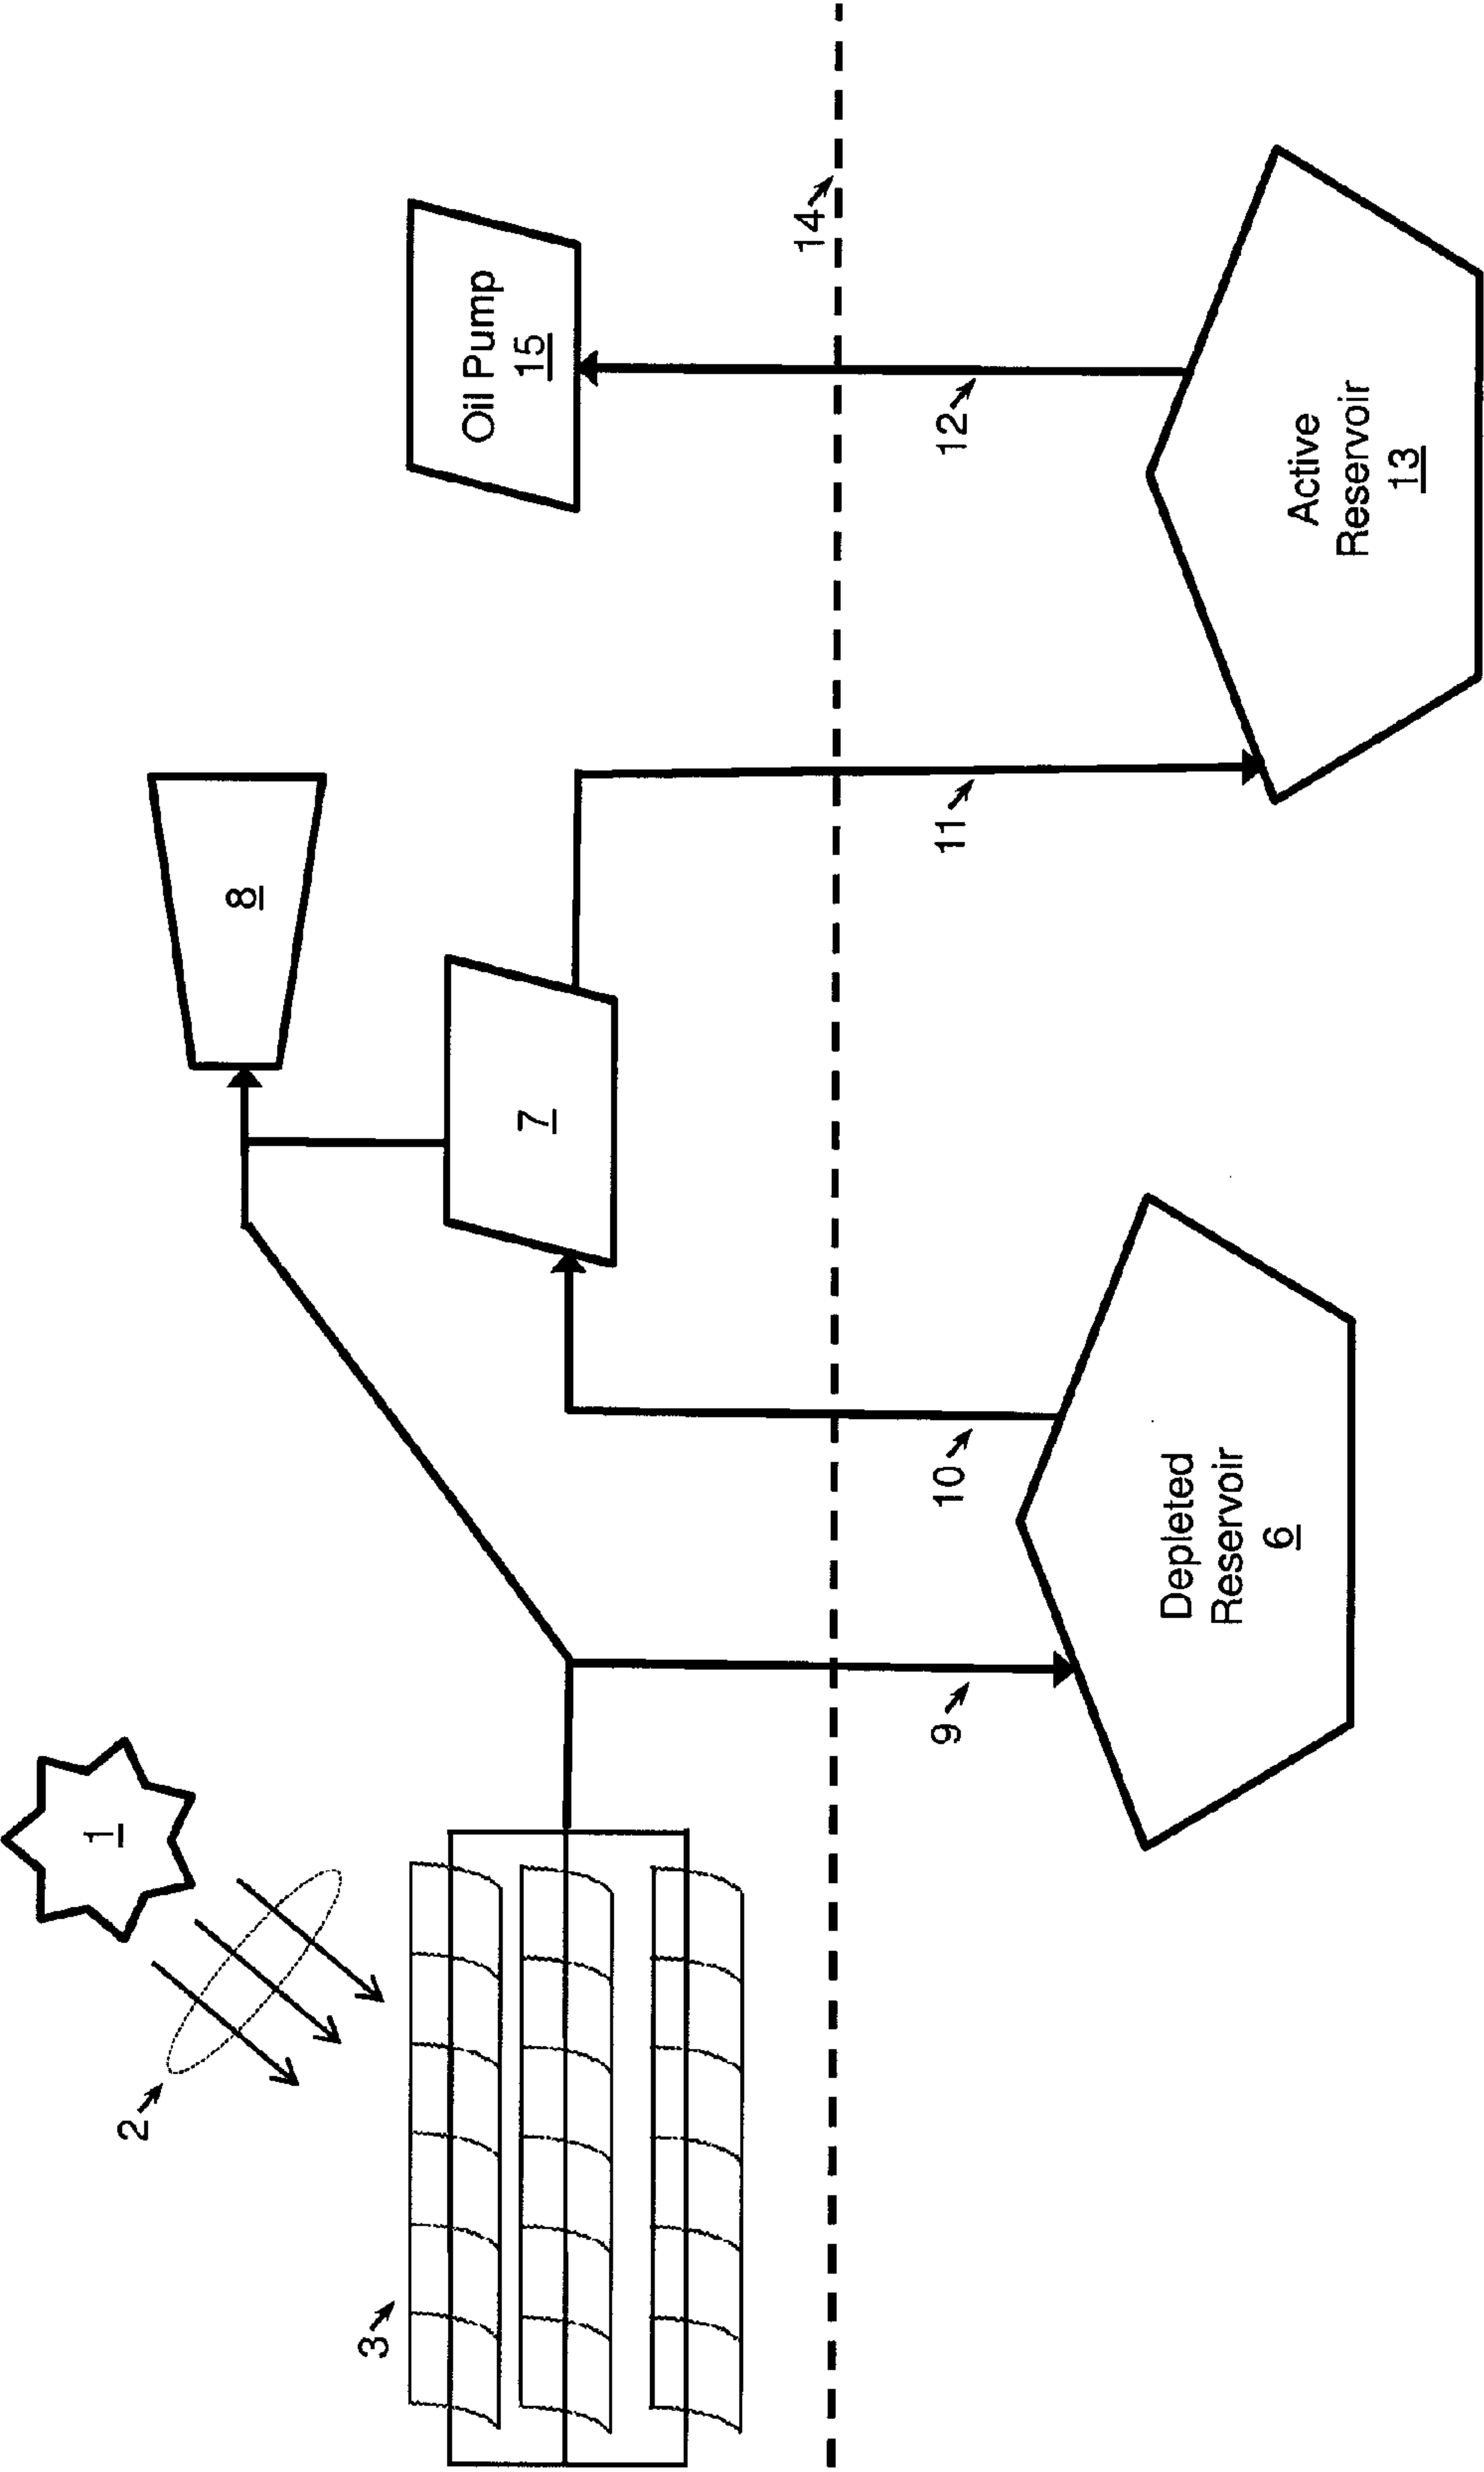 1
2
3
8
7
Oil Pump
15
14
9
10
11
12
Depleted
Reservoir
6
Active
Reservoir
13